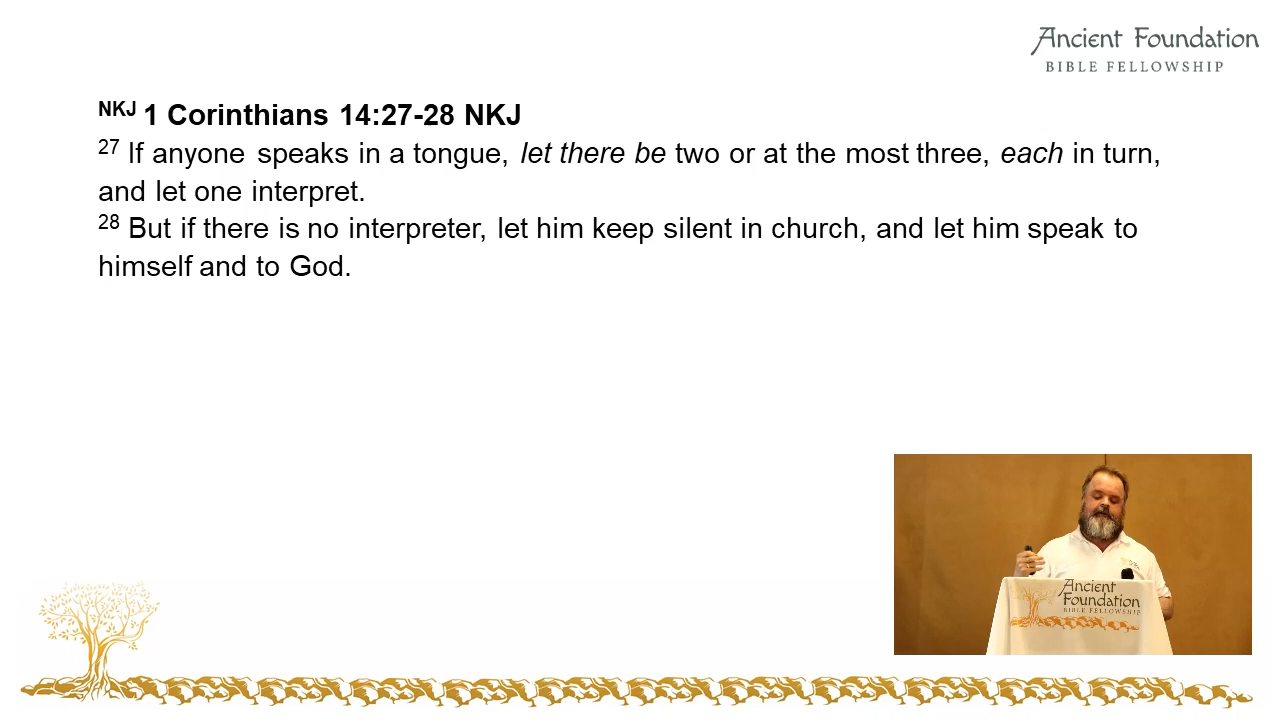 Ancient Foundation
BIBLE FELLOWSHIP
NKJ 1 Corinthians 14:27-28 NKJ
27 If anyone speaks in a tongue, let there be two or at the most three, each in turn,
and let one interpret.
28 But if there is no interpreter, let him keep silent in church, and let him speak to
himself and to God.
Ancient
Foundation
BIBLE FELLOWSHIP